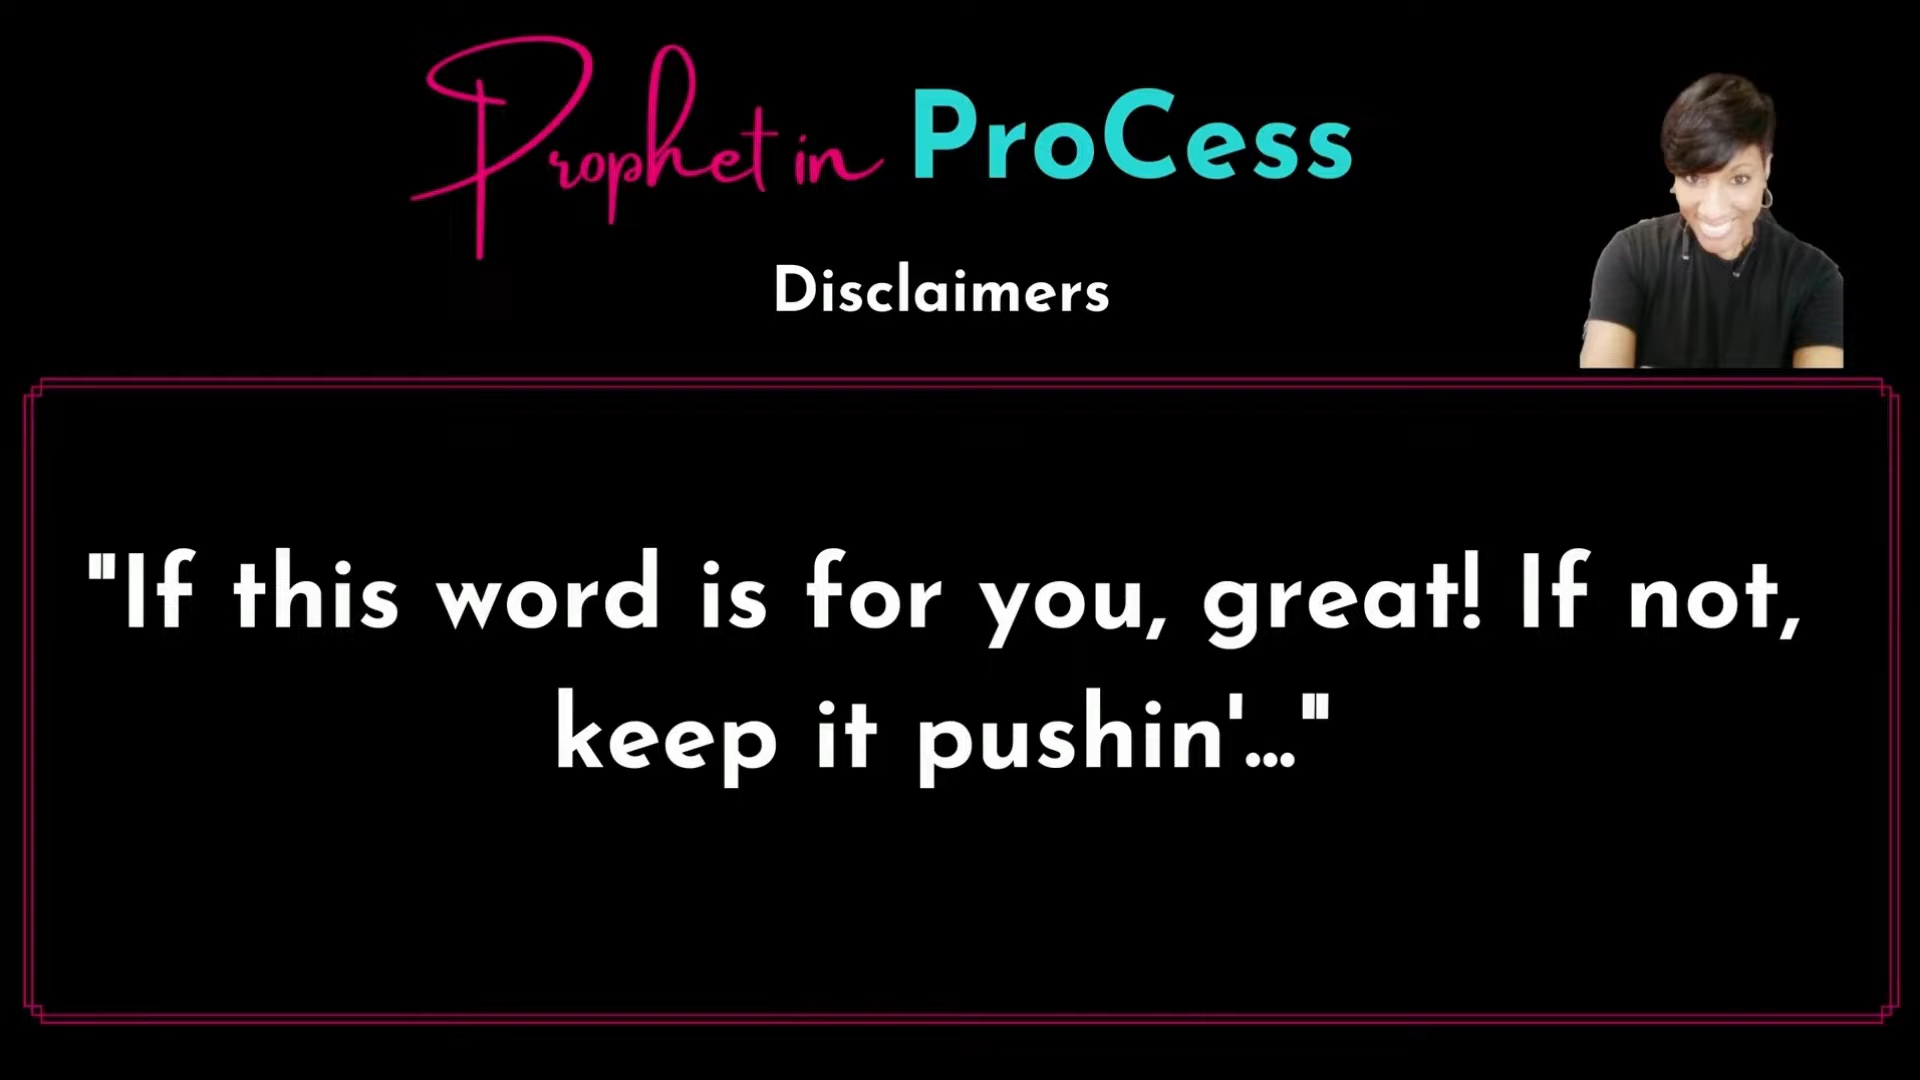 Prophet in ProCess
Disclaimers
"If this word is for you, great! If not,
keep it pushin'..."